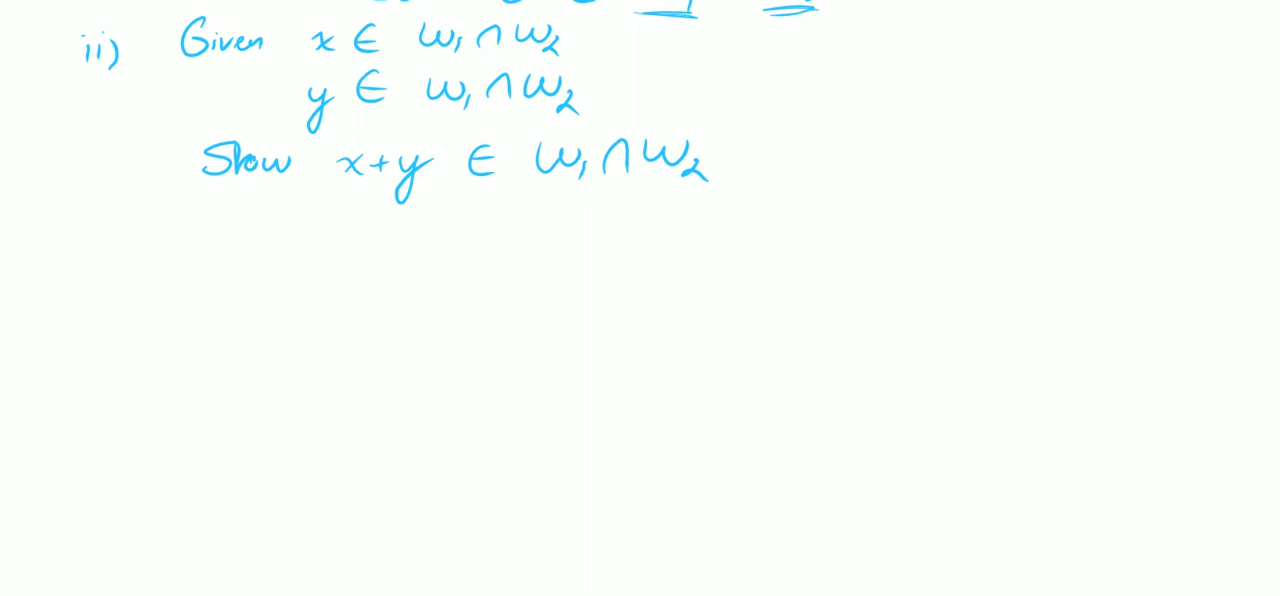 ii) Given x ∈ W₁ ∩ W₂
y ∈ W₁ ∩ W₂
Show x+y ∈ W₁ ∩ W₂